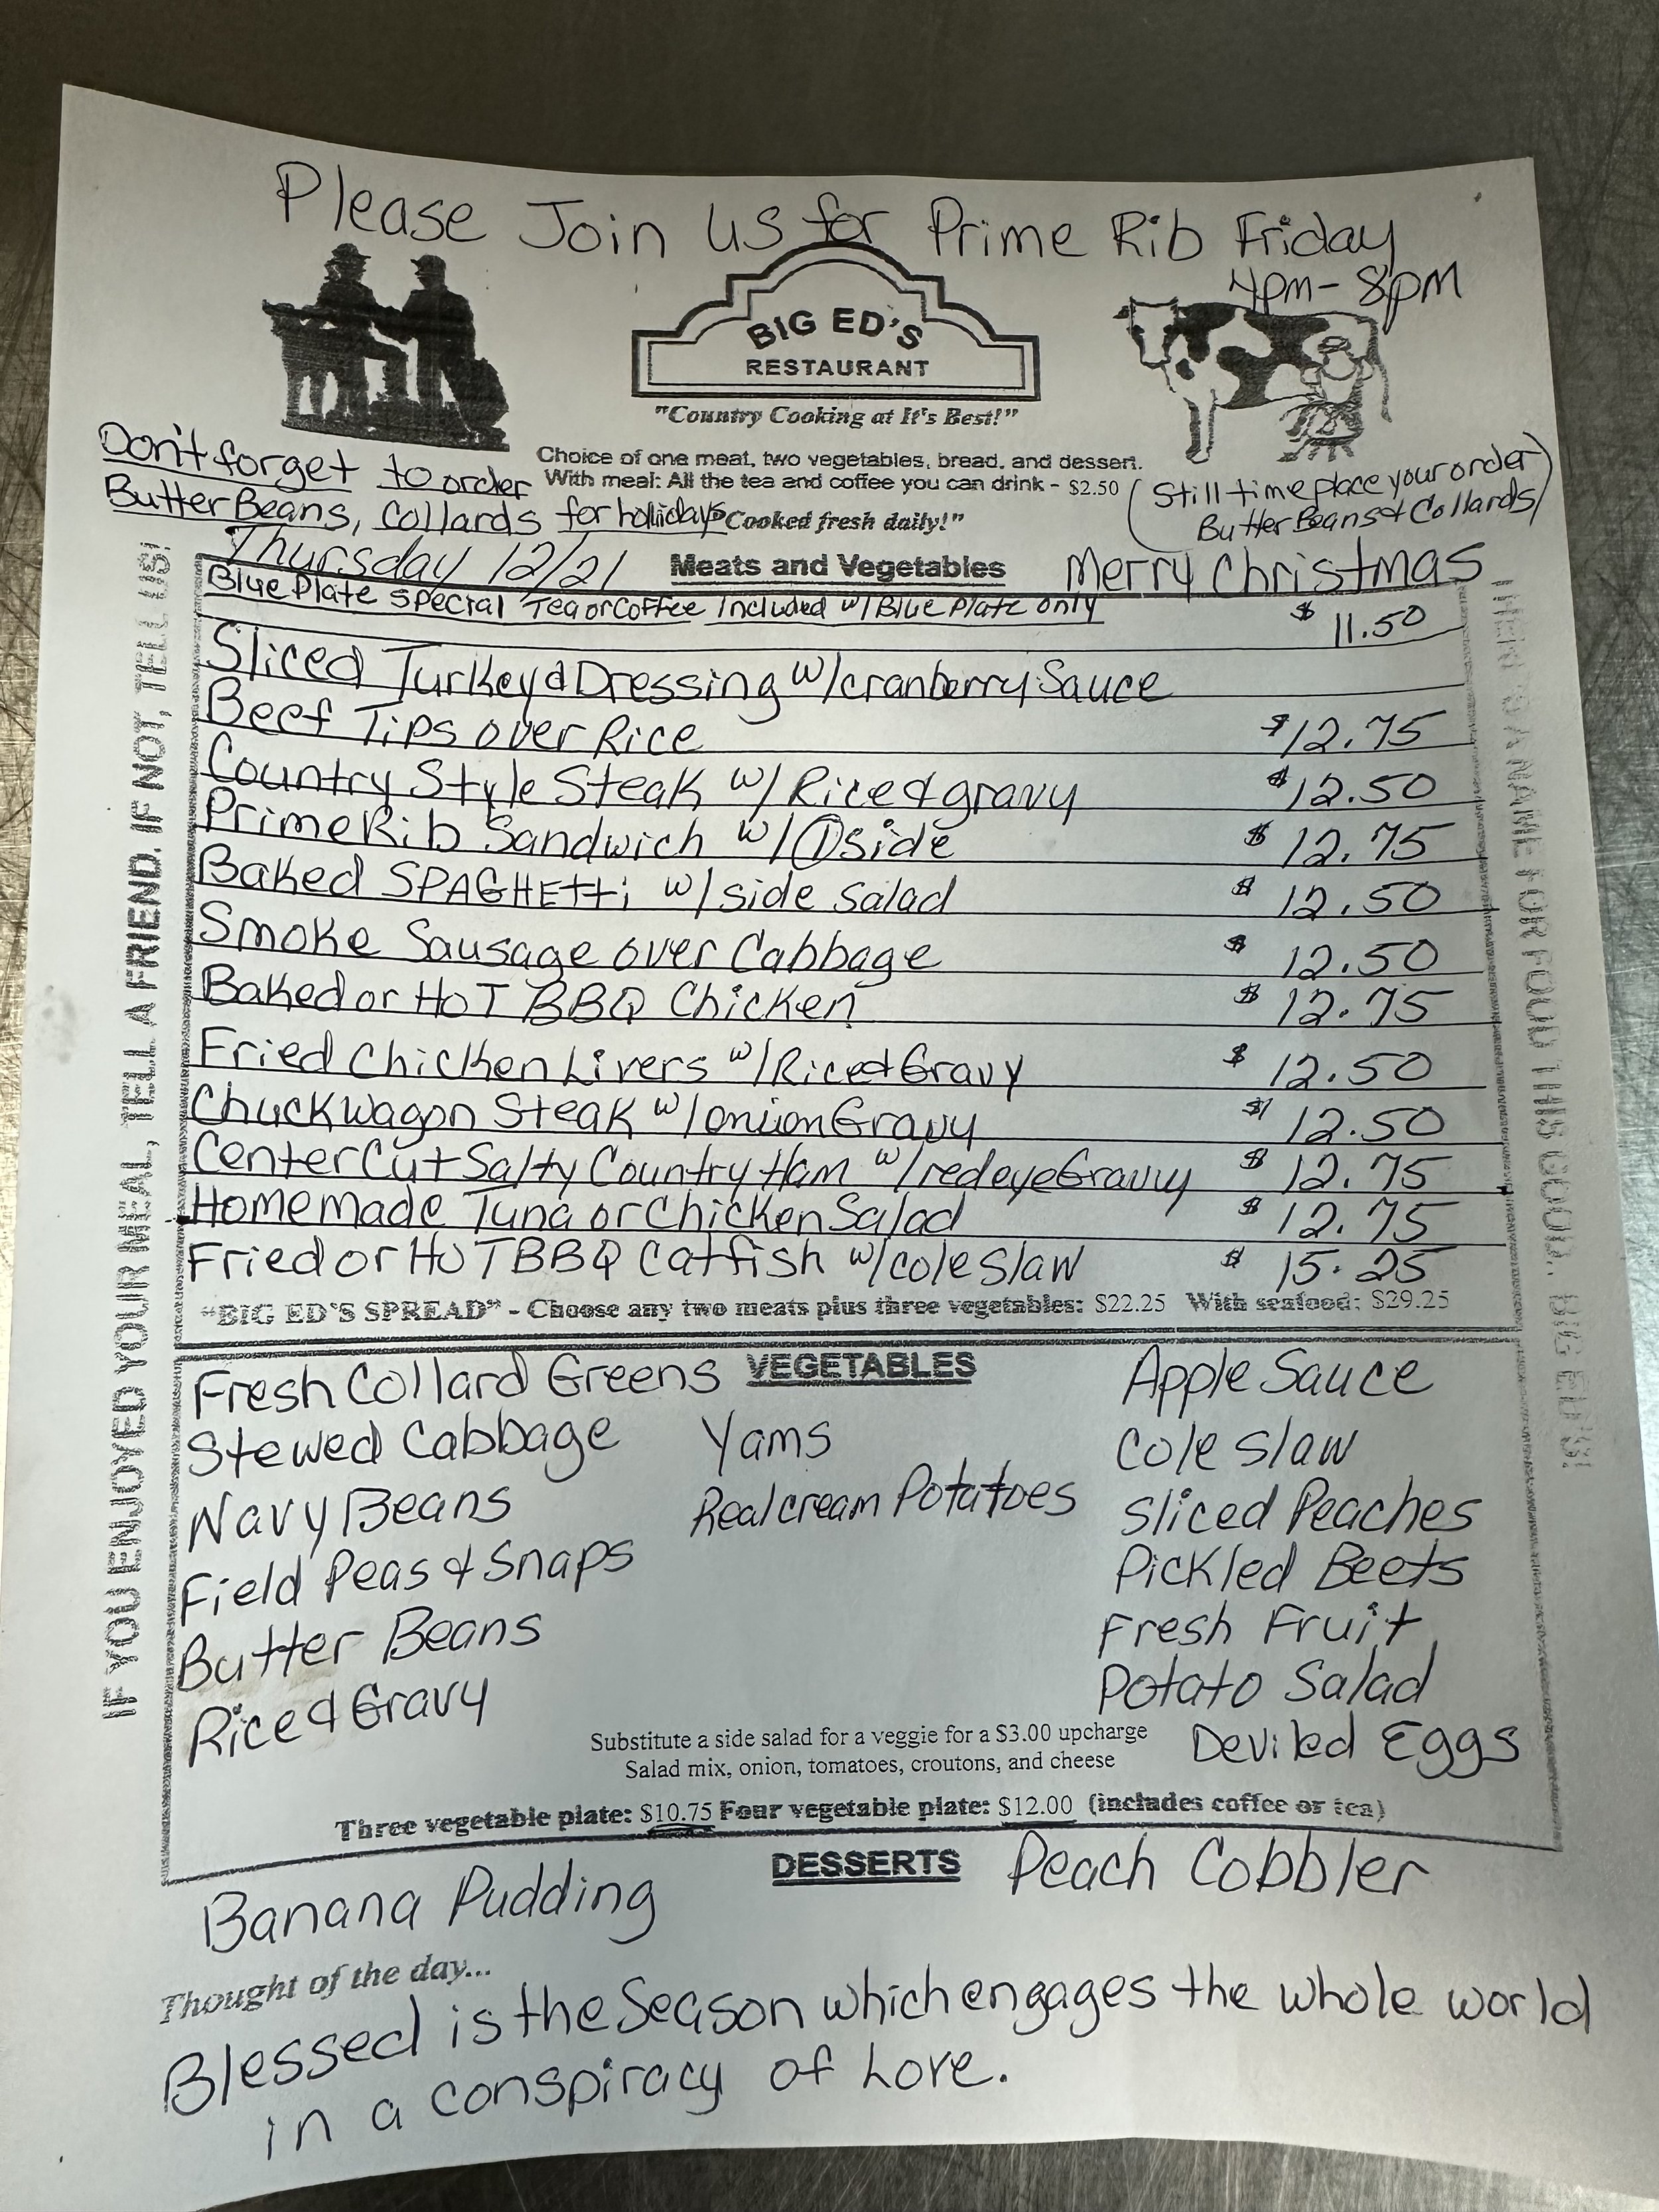 Please Join us for Prime Rib Friday
4pm-8pm
BIG ED'S
RESTAURANT
"Country Cooking at It's Best!"
Don't forget to order
Butter Beans, Collards for hollidays
Choice of one meat, two vegetables, bread, and dessert.
With meal: All the tea and coffee you can drink - $2.50
"Cooked fresh daily!"
(Still time place your order
Butter Beans & Collards)
Thursday 12/21
Meats and Vegetables
Merry Christmas
Blue Plate Special Tea or Coffee included w/Blue Plate only $ 11.50
Sliced Turkey & Dressing w/cranberry Sauce
Beef Tips over Rice $12.75
Country Style Steak w/ Rice & gravy $12.50
Prime Rib Sandwich w/ 1 side $ 12.75
Baked SPAGHEtti w/ side salad $ 12.50
Smoke Sausage over Cabbage $ 12.50
Baked or HOT BBQ Chicken $ 12.75
Fried Chicken Livers w/Rice & Gravy $ 12.50
Chuckwagon Steak w/onion Gravy $ 12.50
Center Cut Salty Country Ham w/redeye Gravy $ 12.75
Homemade Tuna or Chicken Salad $ 12.75
Fried or HOT BBQ Catfish w/cole slaw $ 15.25
"BIG ED'S SPREAD" - Choose any two meats plus three vegetables: $22.25 With seafood: $29.25
VEGETABLES
Fresh Collard Greens
Stewed Cabbage
Navy Beans
Field Peas & Snaps
Butter Beans
Rice & Gravy
Yams
Real cream Potatoes
Apple Sauce
Cole Slaw
Sliced Peaches
Pickled Beets
Fresh Fruit
Potato Salad
Deviled Eggs
Substitute a side salad for a veggie for a $3.00 upcharge
Salad mix, onion, tomatoes, croutons, and cheese
Three vegetable plate: $10.75 Four vegetable plate: $12.00 (includes coffee or tea)
DESSERTS
Banana Pudding
Peach Cobbler
Thought of the day...
Blessed is the Season which engages the whole world
in a conspiracy of Love.
IF YOU ENJOYED YOUR MEAL, TELL A FRIEND. IF NOT, TELL US!
HERE'S A NAME FOR FOOD THIS GOOD... BIG ED'S!